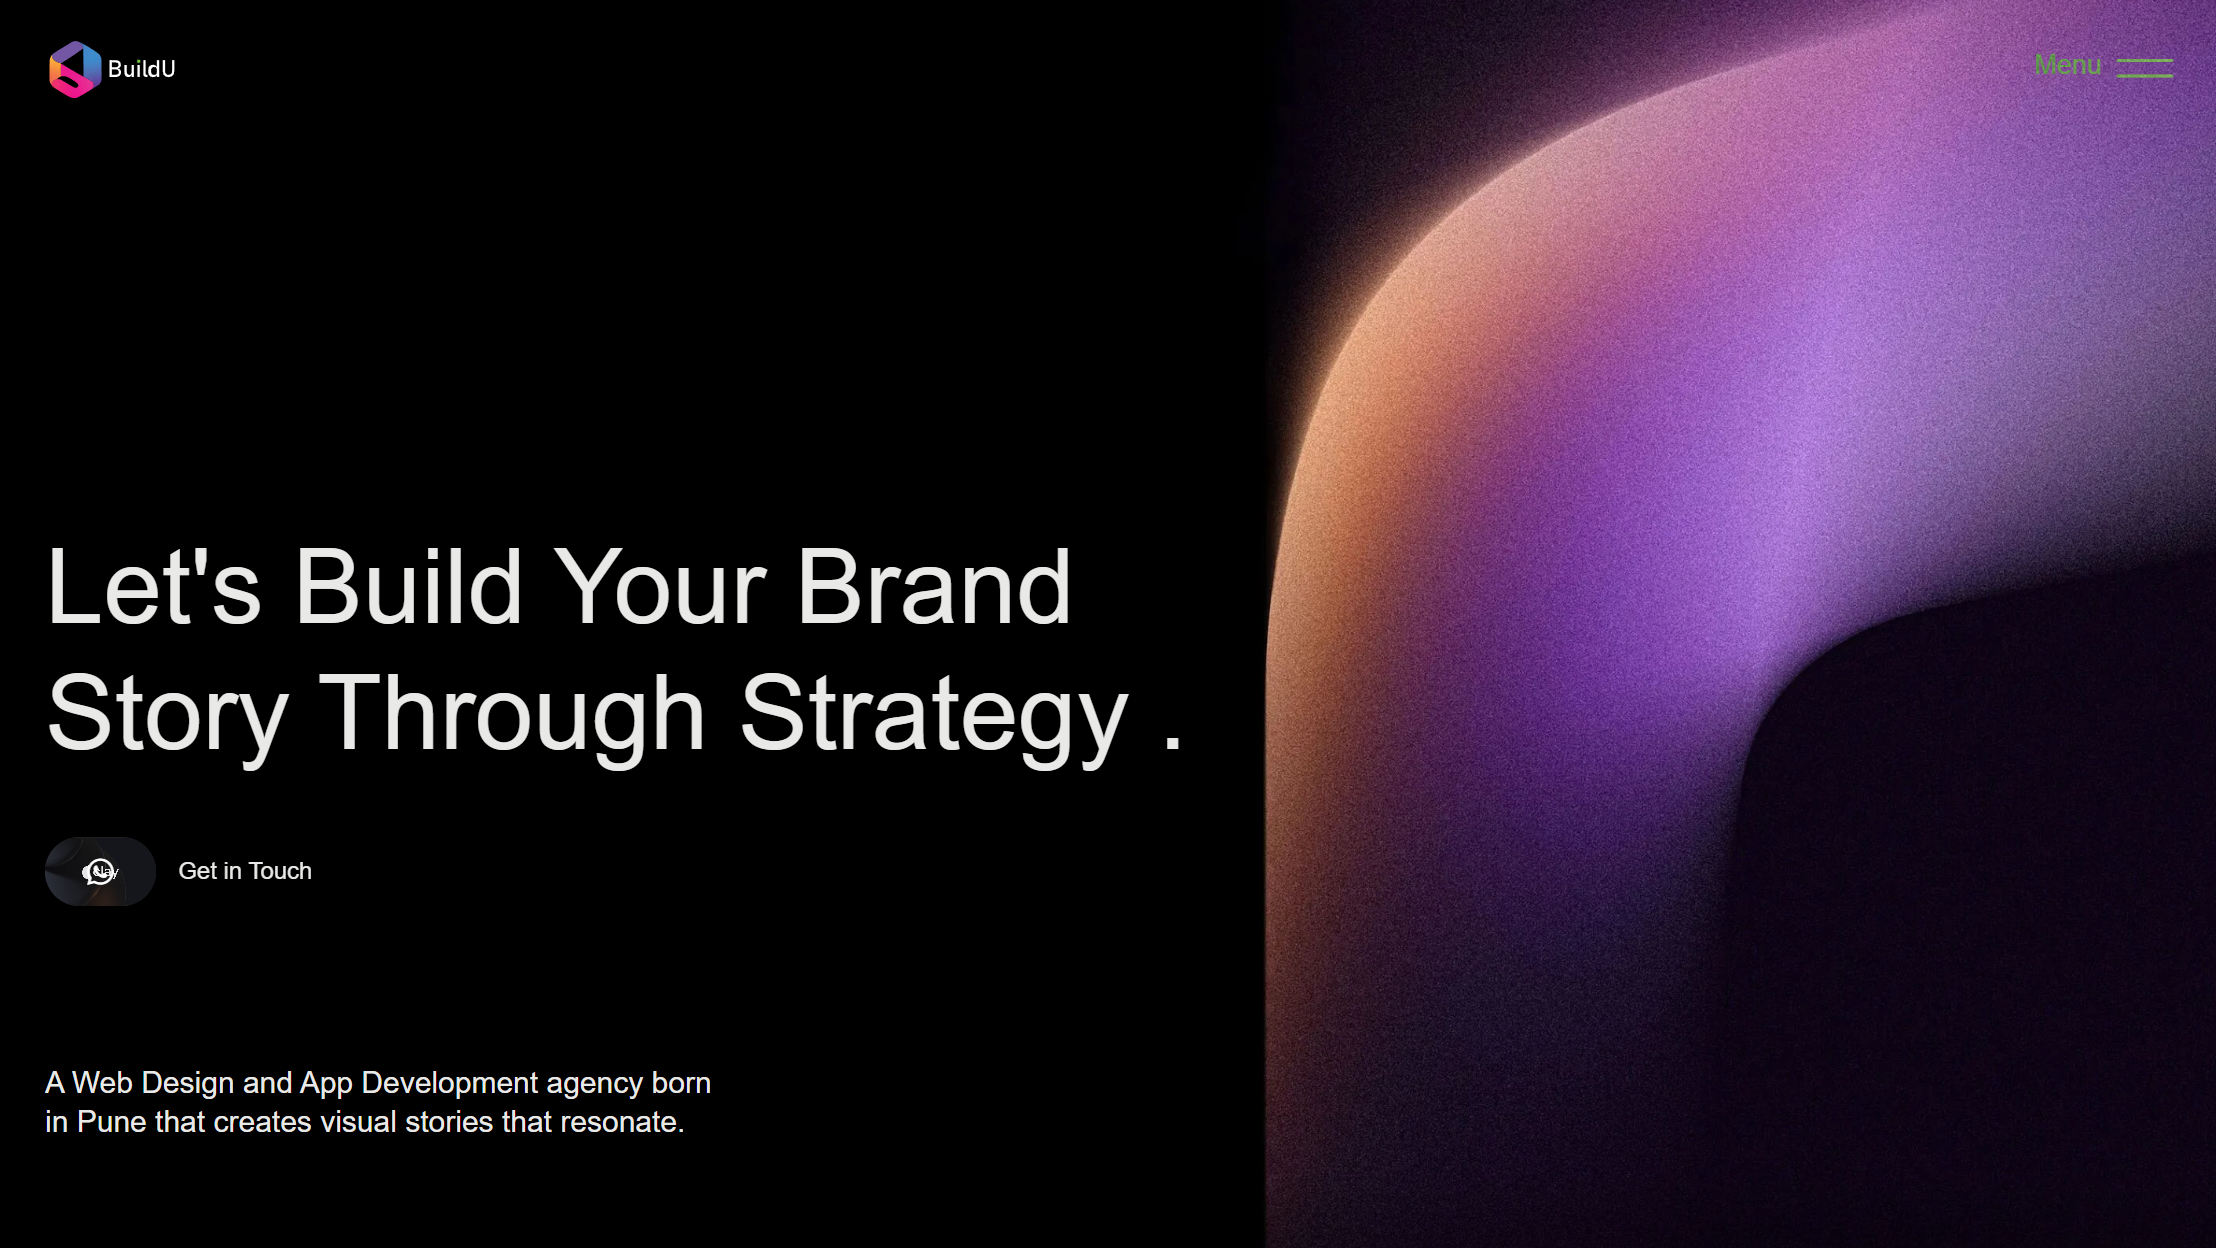 BuildU
Menu
Let's Build Your Brand
Story Through Strategy .
Get in Touch
A Web Design and App Development agency born
in Pune that creates visual stories that resonate.